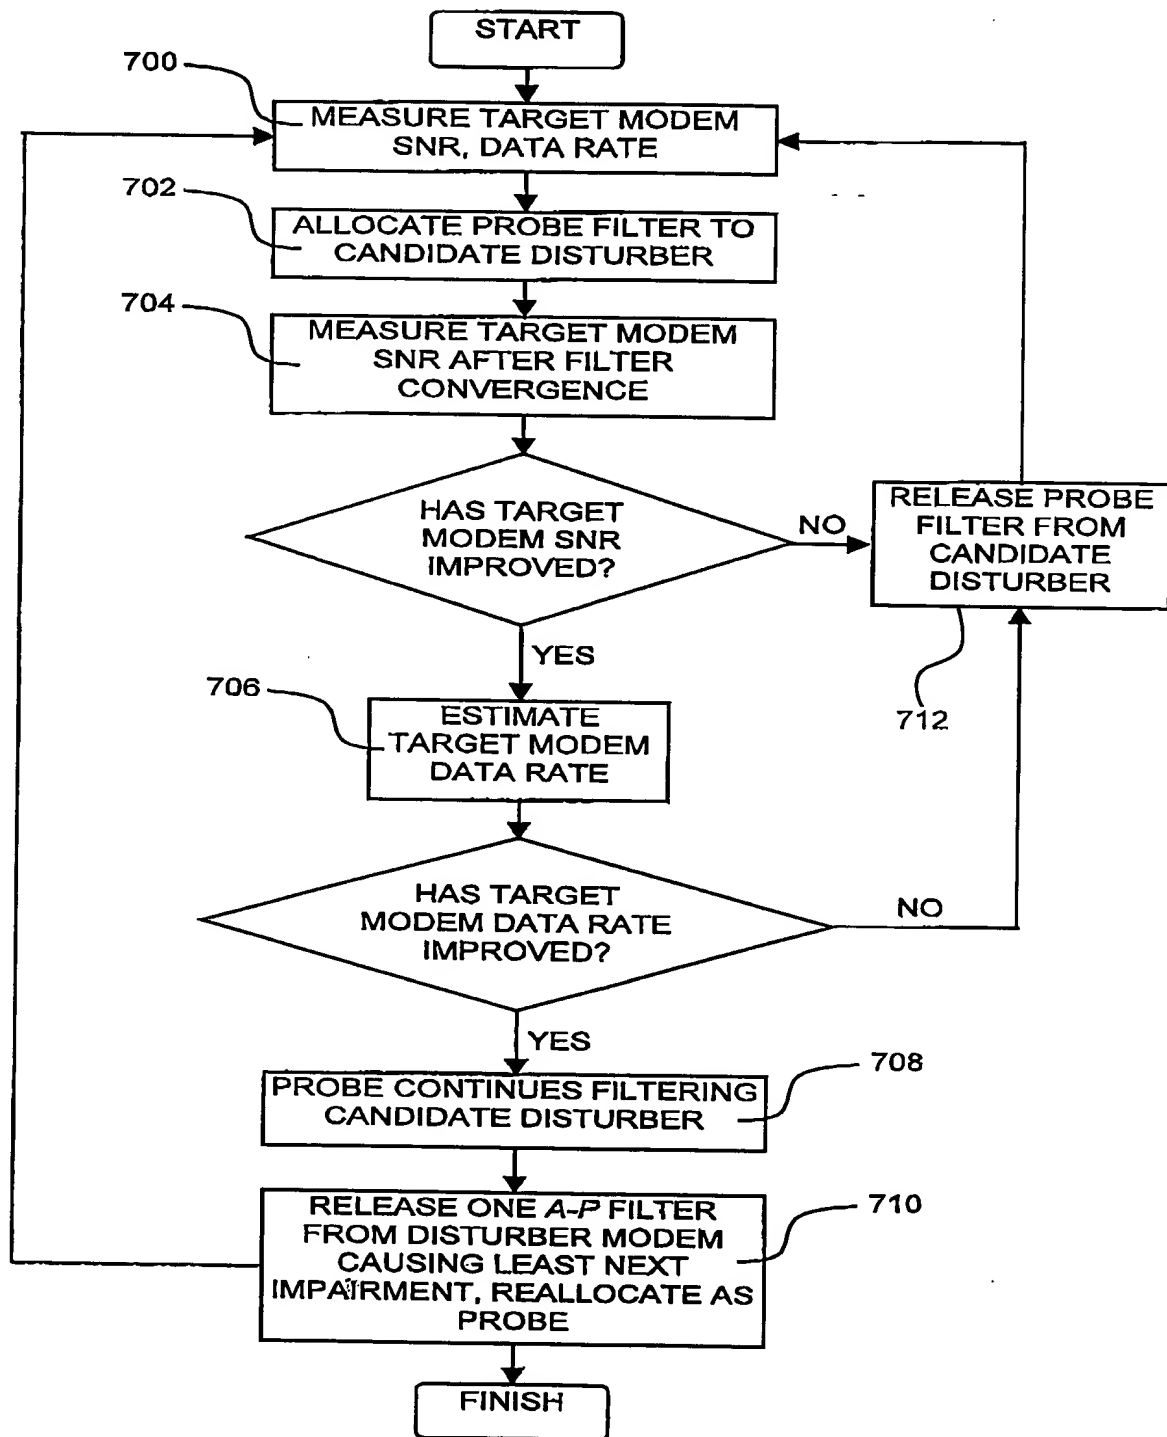 START
700
MEASURE TARGET MODEM
SNR, DATA RATE
702
ALLOCATE PROBE FILTER TO
CANDIDATE DISTURBER
704
MEASURE TARGET MODEM
SNR AFTER FILTER
CONVERGENCE
HAS TARGET
MODEM SNR
IMPROVED?
NO
RELEASE PROBE
FILTER FROM
CANDIDATE
DISTURBER
712
YES
706
ESTIMATE
TARGET MODEM
DATA RATE
HAS TARGET
MODEM DATA RATE
IMPROVED?
NO
YES
708
PROBE CONTINUES FILTERING
CANDIDATE DISTURBER
710
RELEASE ONE A-P FILTER
FROM DISTURBER MODEM
CAUSING LEAST NEXT
IMPAIRMENT, REALLOCATE AS
PROBE
FINISH